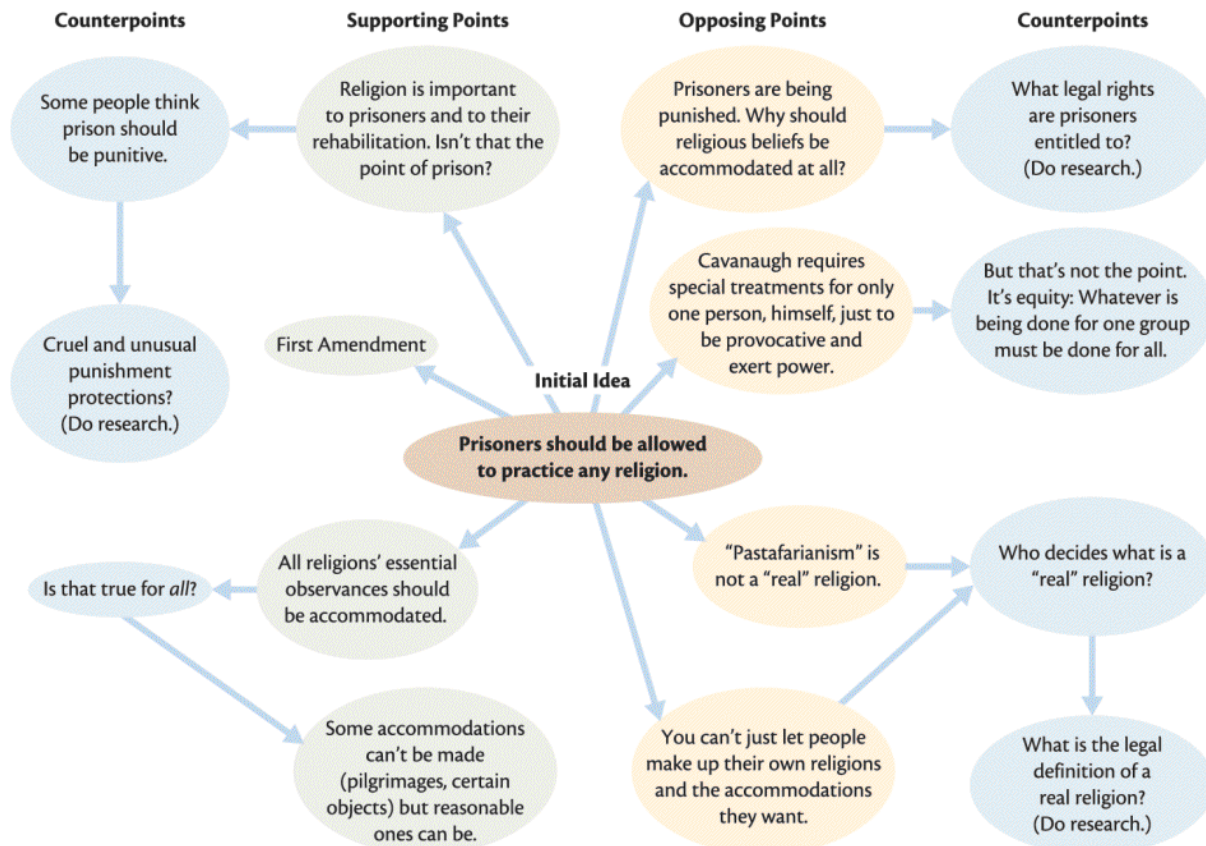 Counterpoints
Supporting Points
Opposing Points
Counterpoints
Some people think
prison should
be punitive.
Religion is important
to prisoners and to their
rehabilitation. Isn’t that the
point of prison?
Prisoners are being
punished. Why should
religious beliefs be
accommodated at all?
What legal rights
are prisoners
entitled to?
(Do research.)
Cruel and unusual
punishment
protections?
(Do research.)
First Amendment
Cavanaugh requires
special treatments for only
one person, himself, just to
be provocative and
exert power.
But that’s not the point.
It’s equity: Whatever is
being done for one group
must be done for all.
Initial Idea
Prisoners should be allowed
to practice any religion.
Is that true for all?
All religions’ essential
observances should
be accommodated.
“Pastafarianism” is
not a “real” religion.
Who decides what is a
“real” religion?
Some accommodations
can’t be made
(pilgrimages, certain
objects) but reasonable
ones can be.
You can’t just let people
make up their own religions
and the accommodations
they want.
What is the legal
definition of a
real religion?
(Do research.)